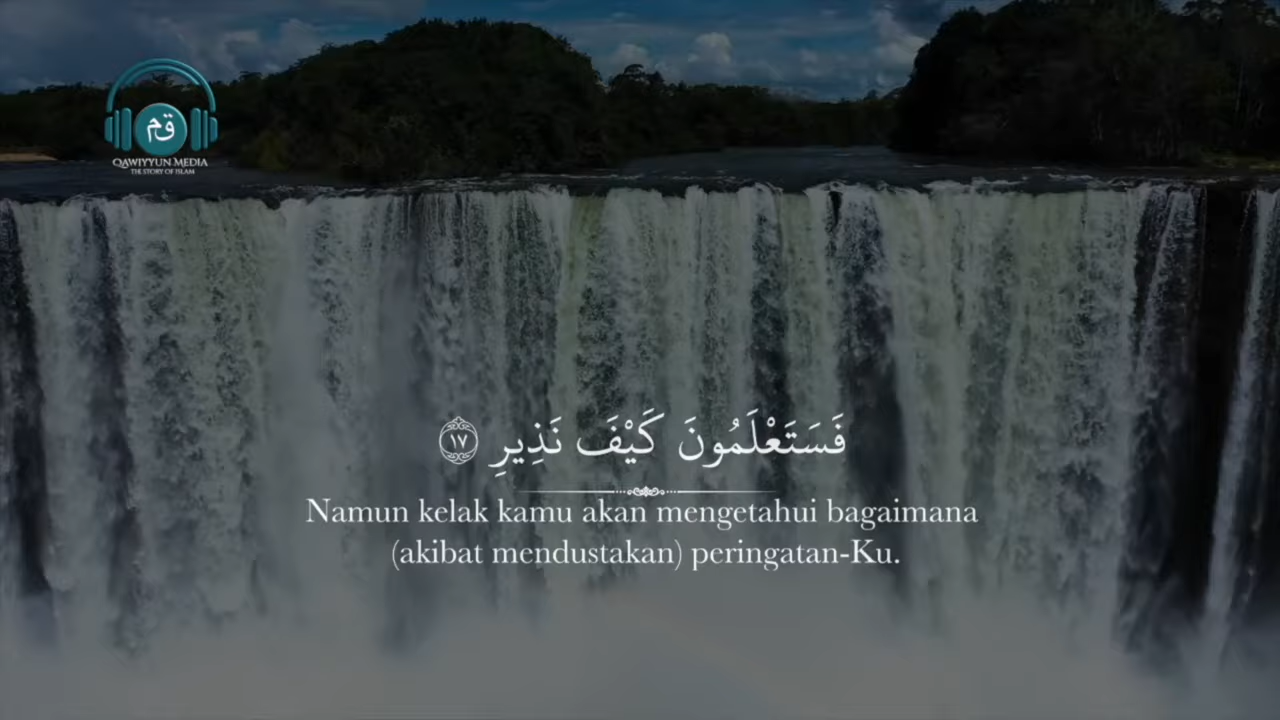 قم
QAWIYYUN MEDIA
THE STORY OF ISLAM
فَسَتَعْلَمُونَ كَيْفَ نَذِيرِ ١٧
Namun kelak kamu akan mengetahui bagaimana
(akibat mendustakan) peringatan-Ku.